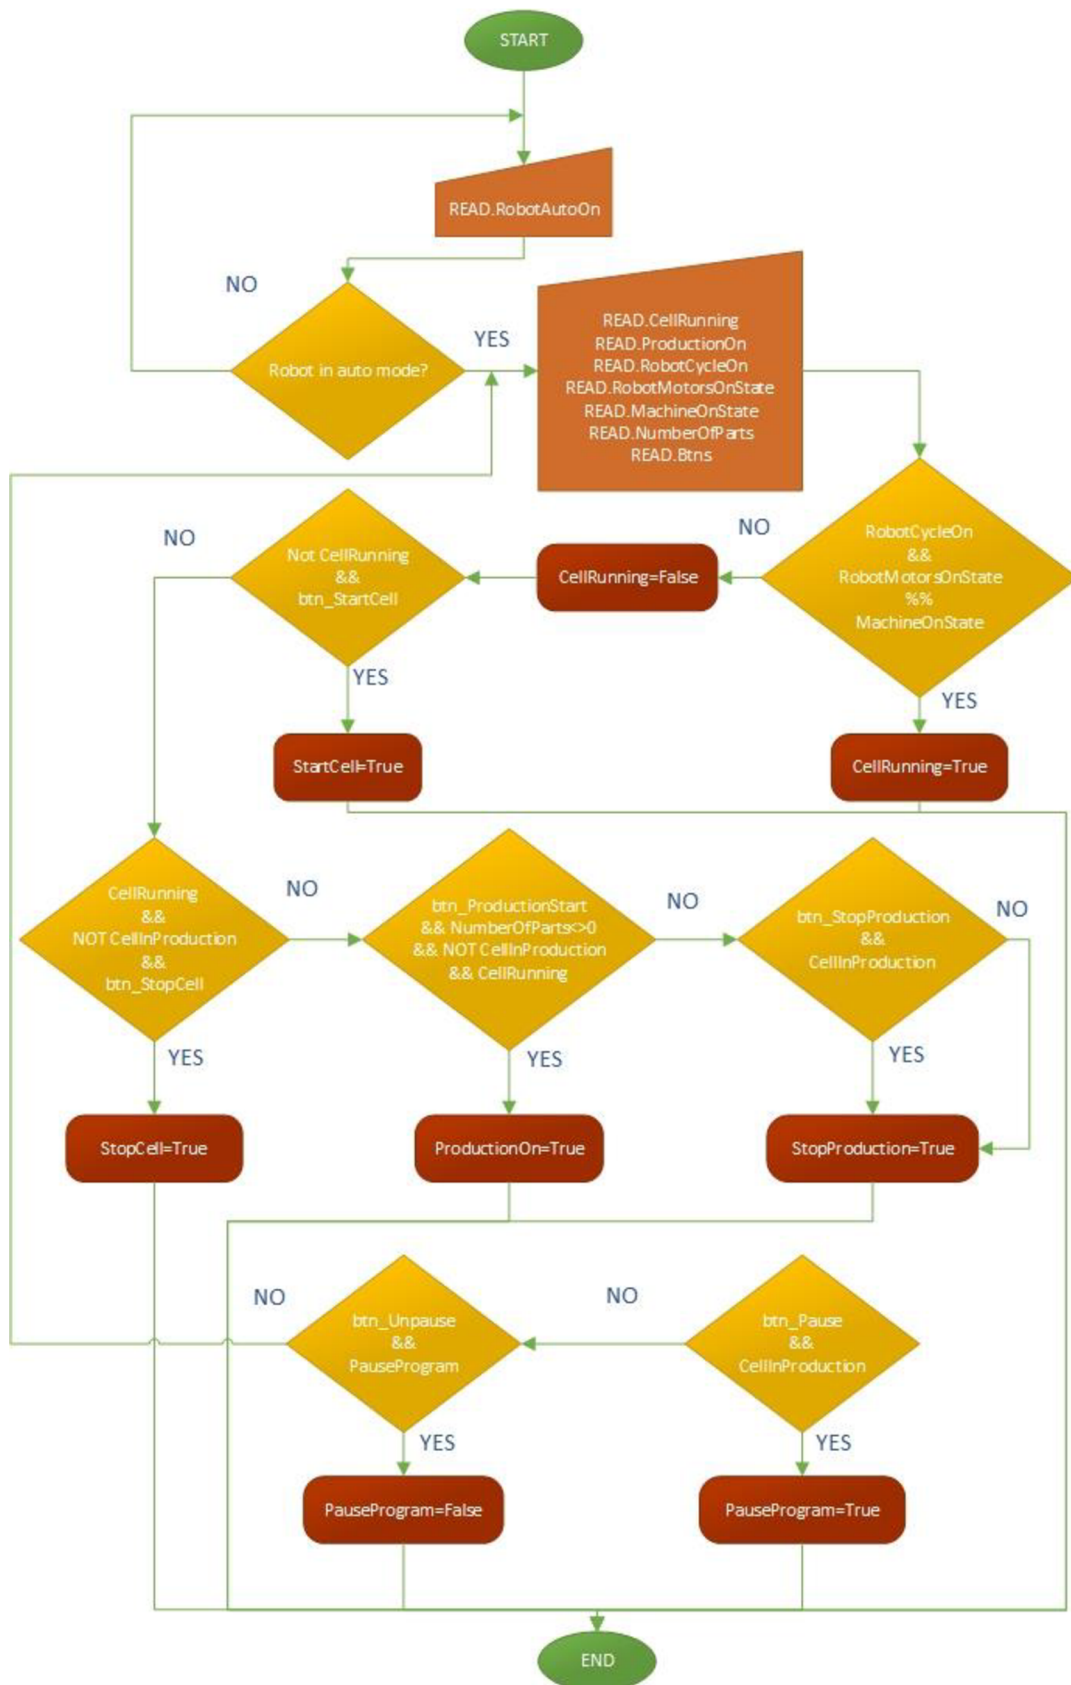 START
READ.RobotAutoOn
NO
Robot in auto mode?
YES
READ.CellRunning
READ.ProductionOn
READ.RobotCycleOn
READ.RobotMotorsOnState
READ.MachineOnState
READ.NumberOfParts
READ.Btns
RobotCycleOn
&&
RobotMotorsOnState
%%
MachineOnState
NO
CellRunning=False
YES
CellRunning=True
Not CellRunning
&&
btn_StartCell
NO
YES
StartCell=True
CellRunning
&&
NOT CellInProduction
&&
btn_StopCell
NO
YES
StopCell=True
btn_ProductionStart
&& NumberOfParts<>0
&& NOT CellInProduction
&& CellRunning
NO
YES
ProductionOn=True
btn_StopProduction
&&
CellInProduction
NO
YES
StopProduction=True
btn_Pause
&&
CellInProduction
NO
YES
PauseProgram=True
btn_Unpause
&&
PauseProgram
NO
YES
PauseProgram=False
END